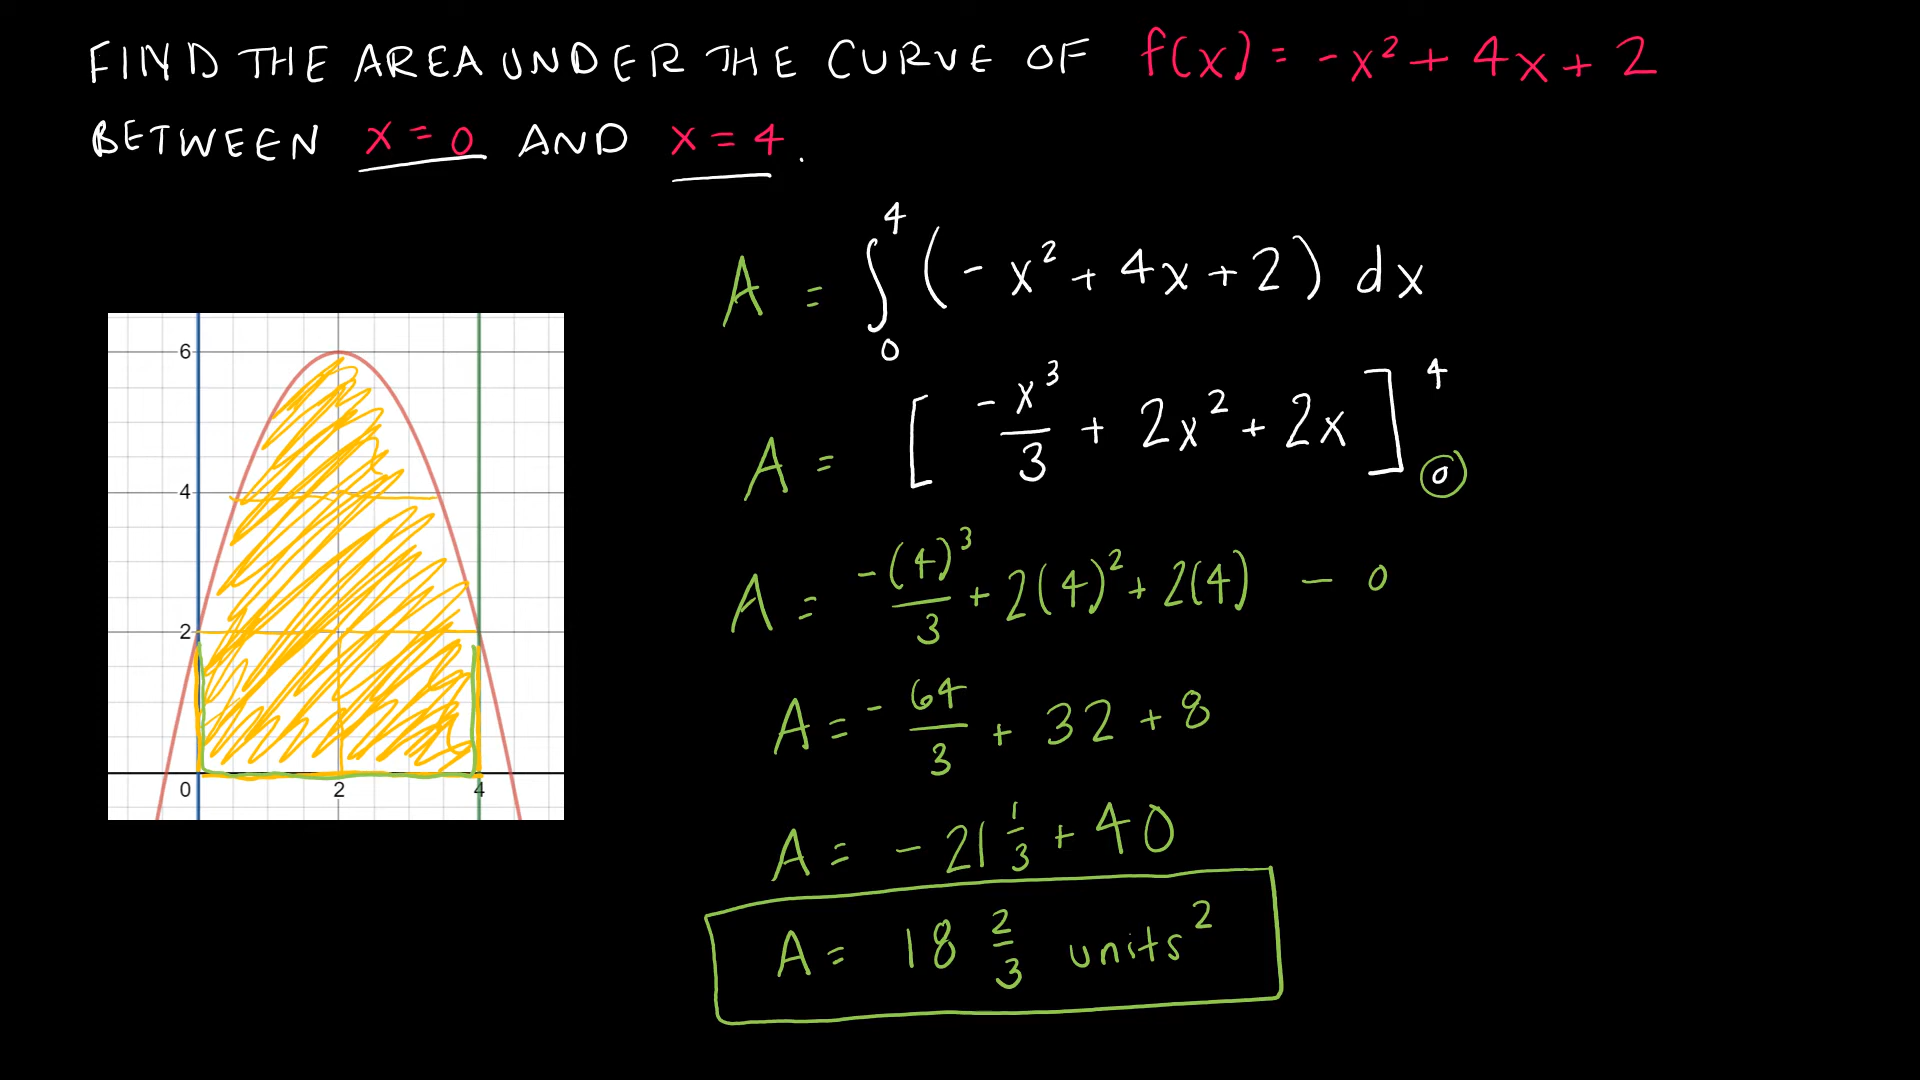 FIND THE AREA UNDER THE CURVE OF f(x) = -x² + 4x + 2
BETWEEN x = 0 AND x = 4.
6
4
2
0 2 4
A = ∫₀⁴ (-x² + 4x + 2) dx
A = [-x³/3 + 2x² + 2x]₀⁴
A = -(4)³/3 + 2(4)² + 2(4) - 0
A = -64/3 + 32 + 8
A = -21 1/3 + 40
A = 18 2/3 units²